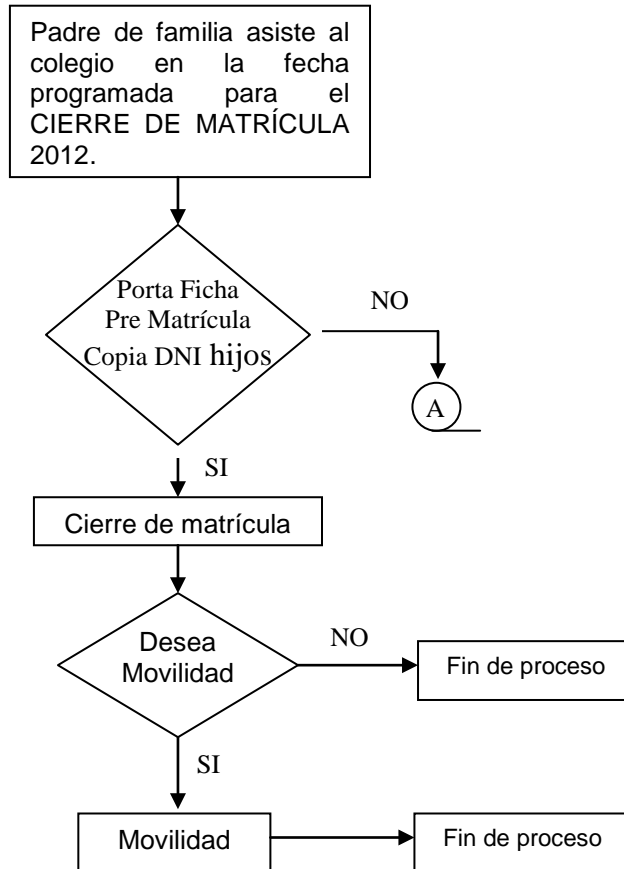 Padre de familia asiste al
colegio en la fecha
programada para el
CIERRE DE MATRÍCULA
2012.
Porta Ficha
Pre Matrícula
Copia DNI hijos
NO
A
SI
Cierre de matrícula
Desea
Movilidad
NO
Fin de proceso
SI
Movilidad
Fin de proceso